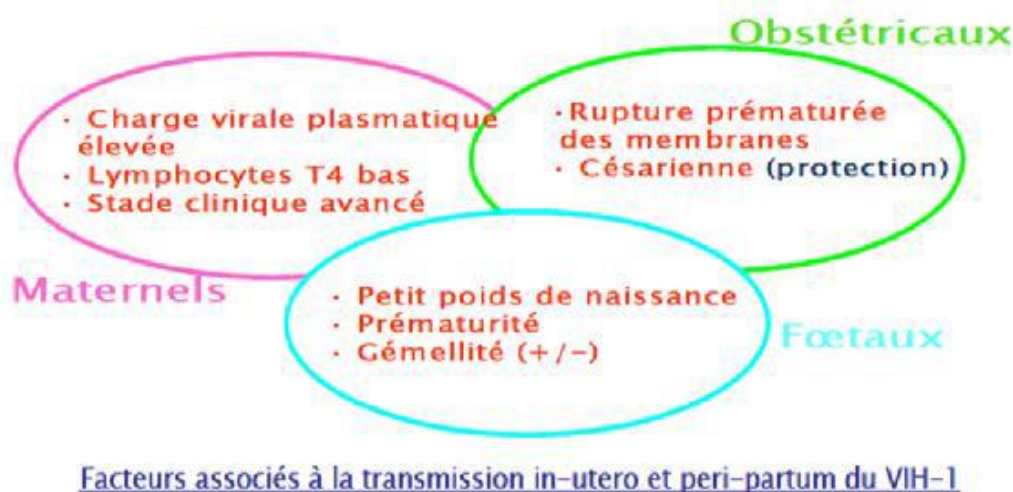 Obstétricaux
· Charge virale plasmatique
élevée
· Lymphocytes T4 bas
· Stade clinique avancé
· Rupture prématurée
des membranes
· Césarienne (protection)
Maternels
· Petit poids de naissance
· Prématurité
· Gémellité (+/-)
Fœtaux
Facteurs associés à la transmission in-utero et peri-partum du VIH-1